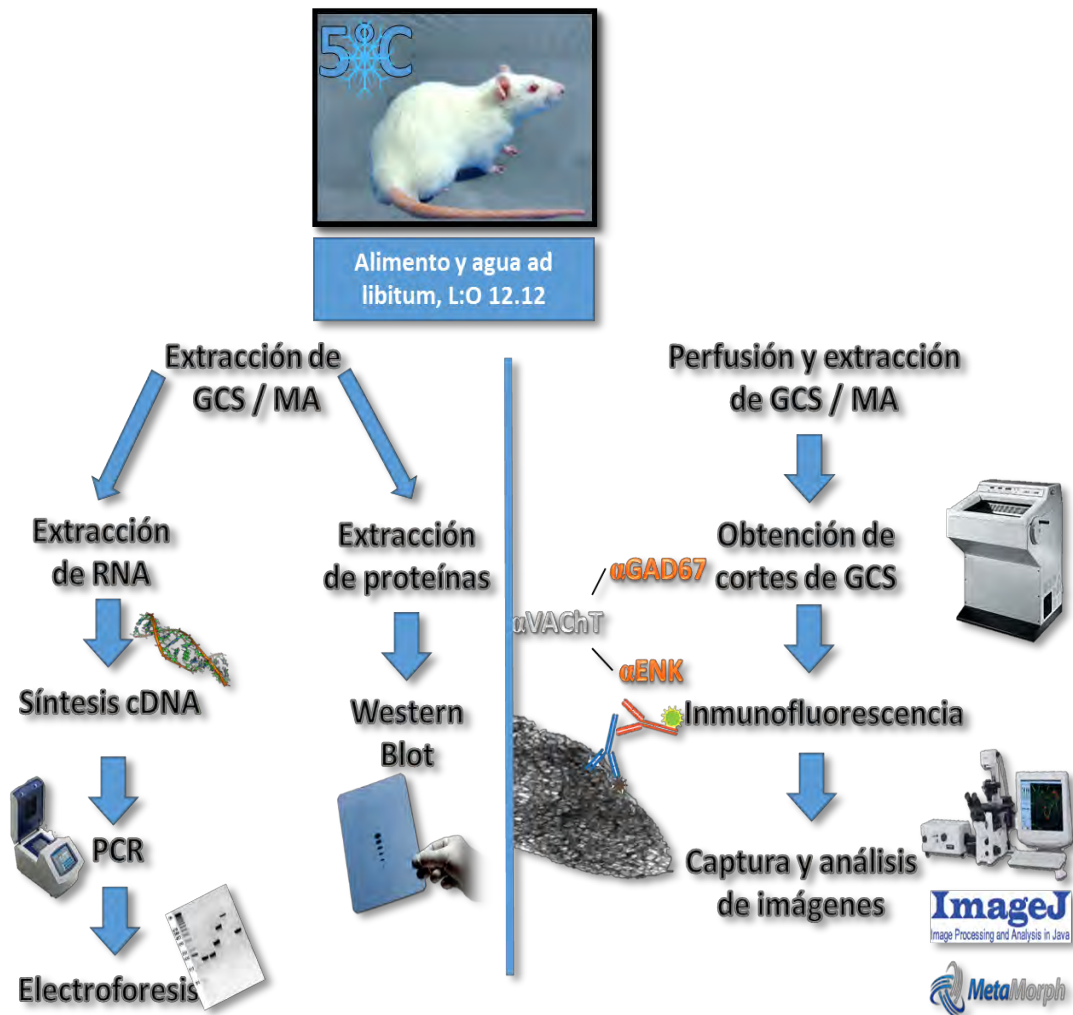 5°C
Alimento y agua ad
libitum, L:O 12.12
Extracción de
GCS / MA
Extracción
de RNA
Síntesis cDNA
PCR
Electroforesis
Extracción
de proteínas
Western
Blot
Perfusión y extracción
de GCS / MA
Obtención de
cortes de GCS
αGAD67
αVAChT
αENK
Inmunofluorescencia
Captura y análisis
de imágenes
ImageJ
Image Processing and Analysis in Java
MetaMorph